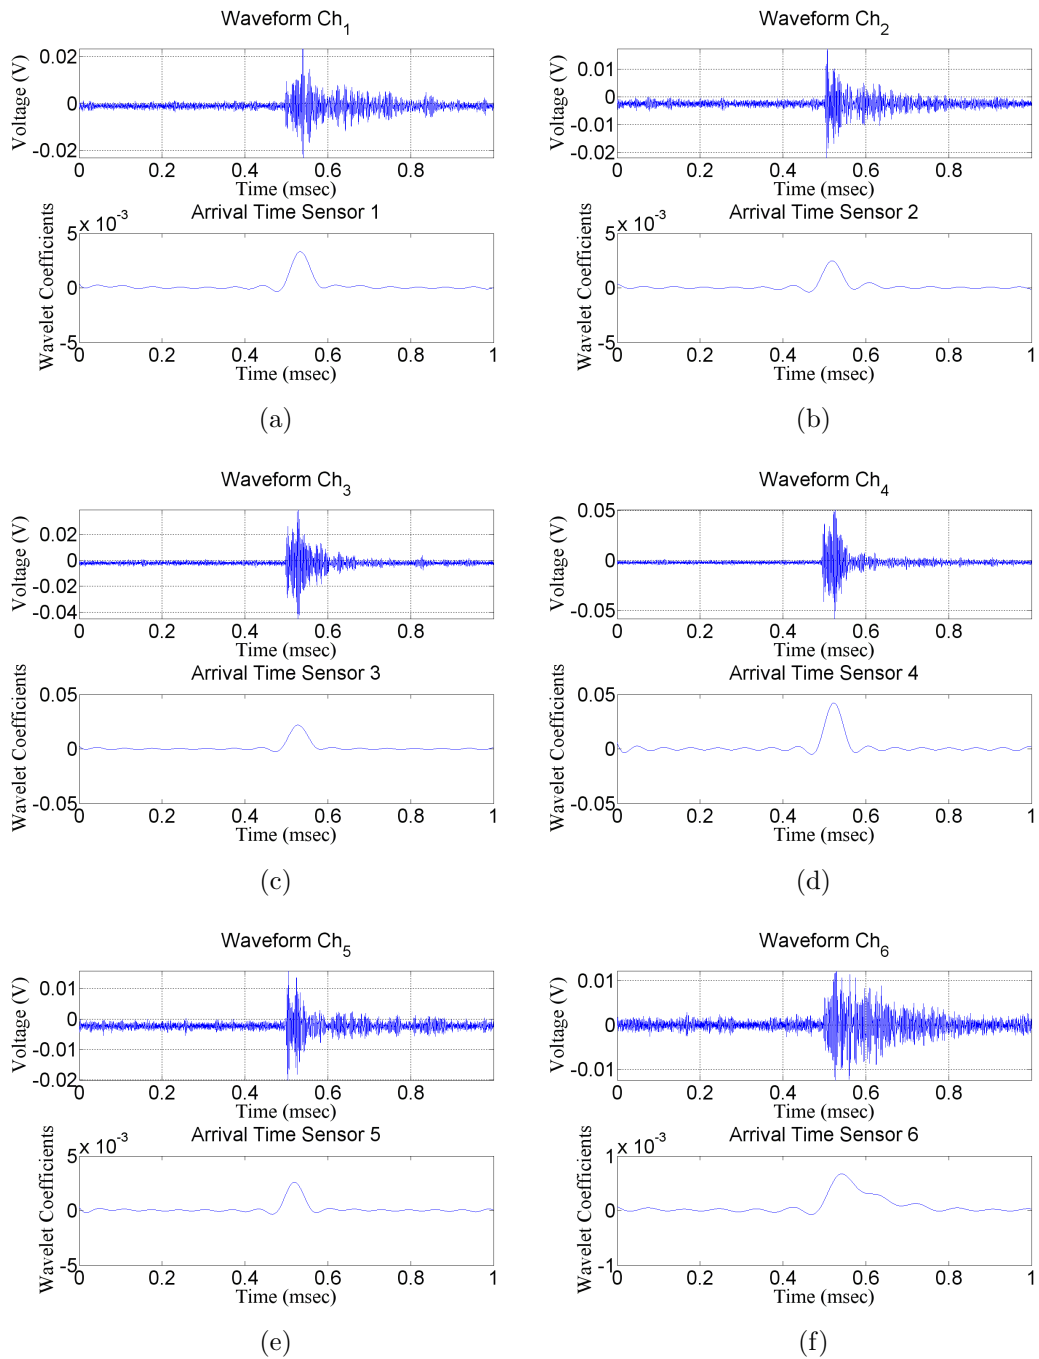 Waveform Ch1
Voltage (V)
0.02
0
-0.02
0 0.2 0.4 0.6 0.8 1
Time (msec)
Arrival Time Sensor 1
Wavelet Coefficients
x 10-3
5
0
-5
0 0.2 0.4 0.6 0.8 1
Time (msec)
(a)
Waveform Ch2
Voltage (V)
0.01
0
-0.01
-0.02
0 0.2 0.4 0.6 0.8 1
Time (msec)
Arrival Time Sensor 2
Wavelet Coefficients
x 10-3
5
0
-5
0 0.2 0.4 0.6 0.8 1
Time (msec)
(b)
Waveform Ch3
Voltage (V)
0.02
0
-0.02
-0.04
0 0.2 0.4 0.6 0.8 1
Time (msec)
Arrival Time Sensor 3
Wavelet Coefficients
0.05
0
-0.05
0 0.2 0.4 0.6 0.8 1
Time (msec)
(c)
Waveform Ch4
Voltage (V)
0.05
0
-0.05
0 0.2 0.4 0.6 0.8 1
Time (msec)
Arrival Time Sensor 4
Wavelet Coefficients
0.05
0
-0.05
0 0.2 0.4 0.6 0.8 1
Time (msec)
(d)
Waveform Ch5
Voltage (V)
0.01
0
-0.01
-0.02
0 0.2 0.4 0.6 0.8 1
Time (msec)
Arrival Time Sensor 5
Wavelet Coefficients
x 10-3
5
0
-5
0 0.2 0.4 0.6 0.8 1
Time (msec)
(e)
Waveform Ch6
Voltage (V)
0.01
0
-0.01
0 0.2 0.4 0.6 0.8 1
Time (msec)
Arrival Time Sensor 6
Wavelet Coefficients
x 10-3
1
0
-1
0 0.2 0.4 0.6 0.8 1
Time (msec)
(f)